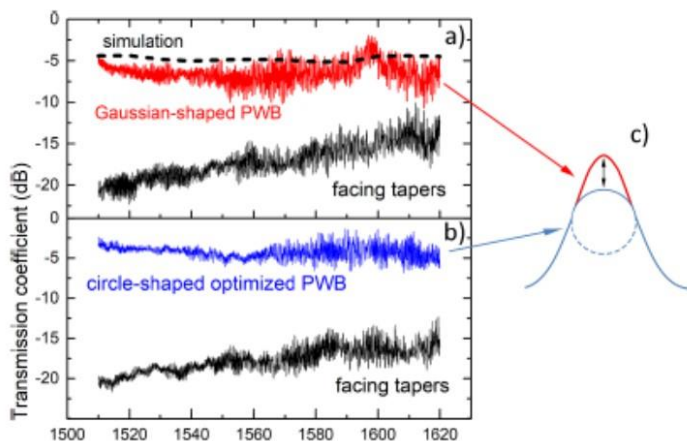 0
a)
simulation
-5
c)
-10
Gaussian-shaped PWB
-15
-20
facing tapers
0
b)
-5
circle-shaped optimized PWB
-10
-15
-20
facing tapers
Transmission coefficient (dB)
1500 1520 1540 1560 1580 1600 1620 1640